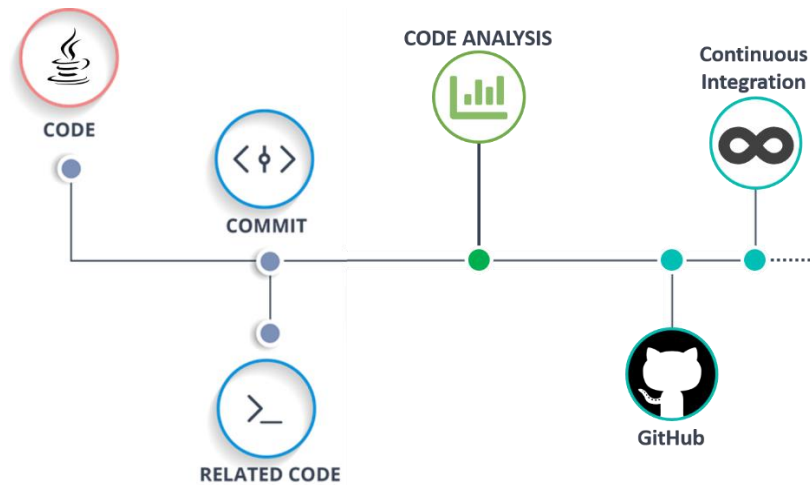 CODE
COMMIT
RELATED CODE
CODE ANALYSIS
GitHub
Continuous
Integration